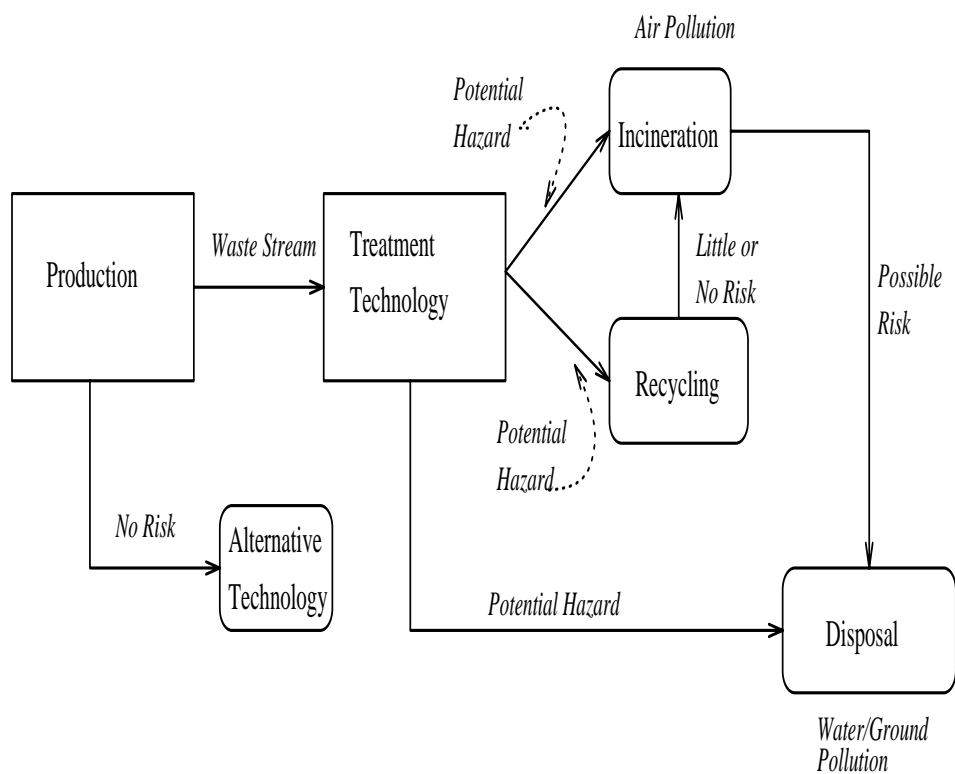 Air Pollution
Potential
Hazard
Incineration
Production
Waste Stream
Treatment
Technology
Little or
No Risk
Possible
Risk
Recycling
Potential
Hazard
No Risk
Alternative
Technology
Potential Hazard
Disposal
Water/Ground
Pollution